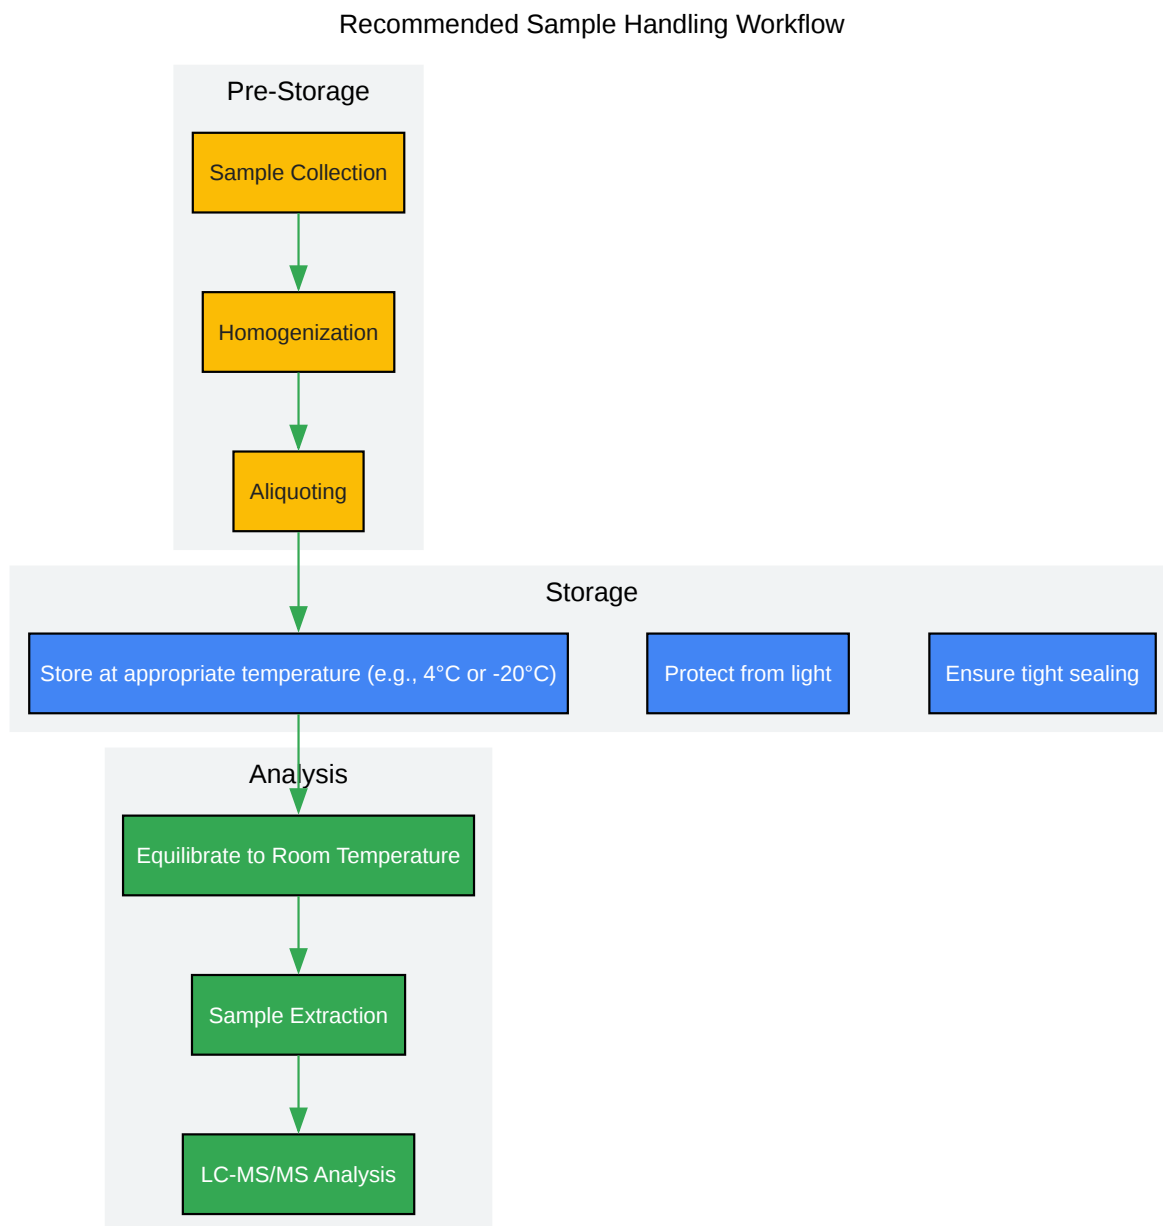 Recommended Sample Handling Workflow
Pre-Storage
Sample Collection
Homogenization
Aliquoting
Storage
Store at appropriate temperature (e.g., 4°C or -20°C)
Protect from light
Ensure tight sealing
Analysis
Equilibrate to Room Temperature
Sample Extraction
LC-MS/MS Analysis